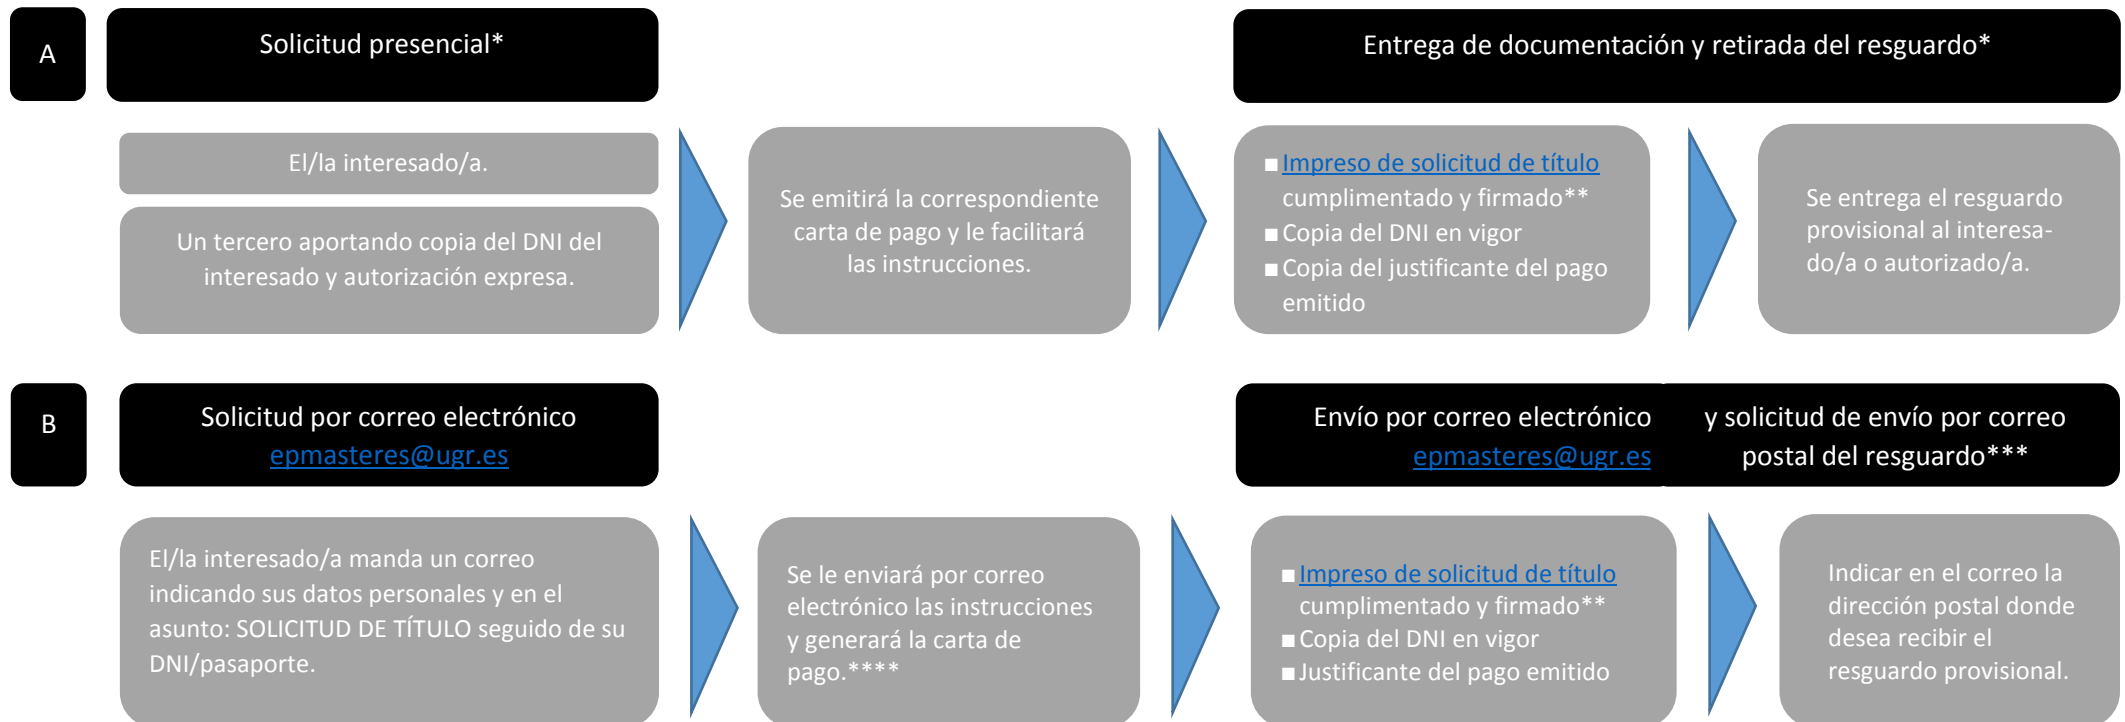 A
Solicitud presencial*
Entrega de documentación y retirada del resguardo*
El/la interesado/a.
Un tercero aportando copia del DNI del
interesado y autorización expresa.
Se emitirá la correspondiente
carta de pago y le facilitará
las instrucciones.
■ Impreso de solicitud de título
cumplimentado y firmado**
■ Copia del DNI en vigor
■ Copia del justificante del pago
emitido
Se entrega el resguardo
provisional al interesa-
do/a o autorizado/a.
B
Solicitud por correo electrónico
epmasteres@ugr.es
Envío por correo electrónico
epmasteres@ugr.es
y solicitud de envío por correo
postal del resguardo***
El/la interesado/a manda un correo
indicando sus datos personales y en el
asunto: SOLICITUD DE TÍTULO seguido de su
DNI/pasaporte.
Se le enviará por correo
electrónico las instrucciones
y generará la carta de
pago.****
■ Impreso de solicitud de título
cumplimentado y firmado**
■ Copia del DNI en vigor
■ Justificante del pago emitido
Indicar en el correo la
dirección postal donde
desea recibir el
resguardo provisional.